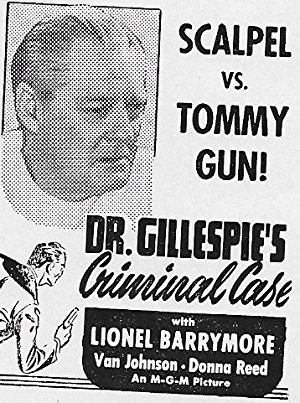 SCALPEL
VS.
TOMMY
GUN!
DR. GILLESPIE'S
Criminal Case
with
LIONEL BARRYMORE
Van Johnson · Donna Reed
An M-G-M Picture